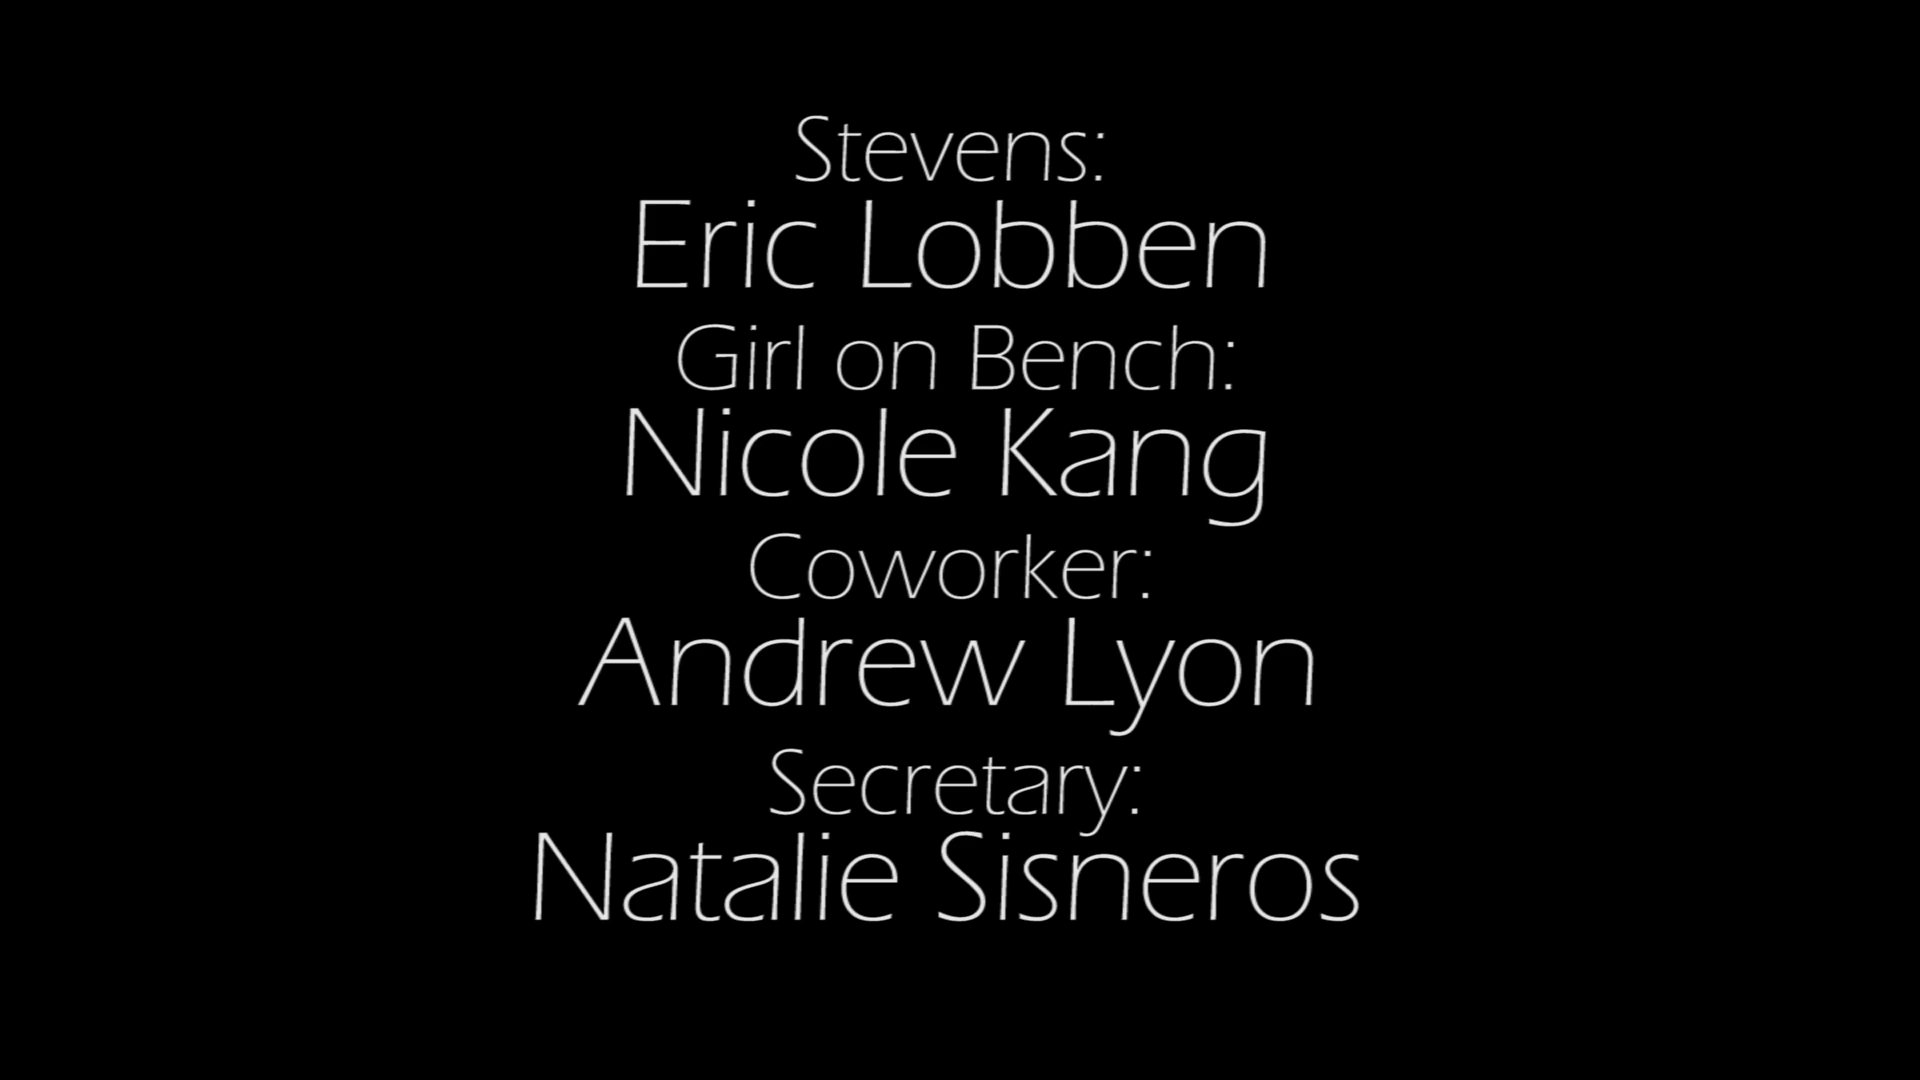 Stevens:
Eric Lobben
Girl on Bench:
Nicole Kang
Coworker:
Andrew Lyon
Secretary:
Natalie Sisneros